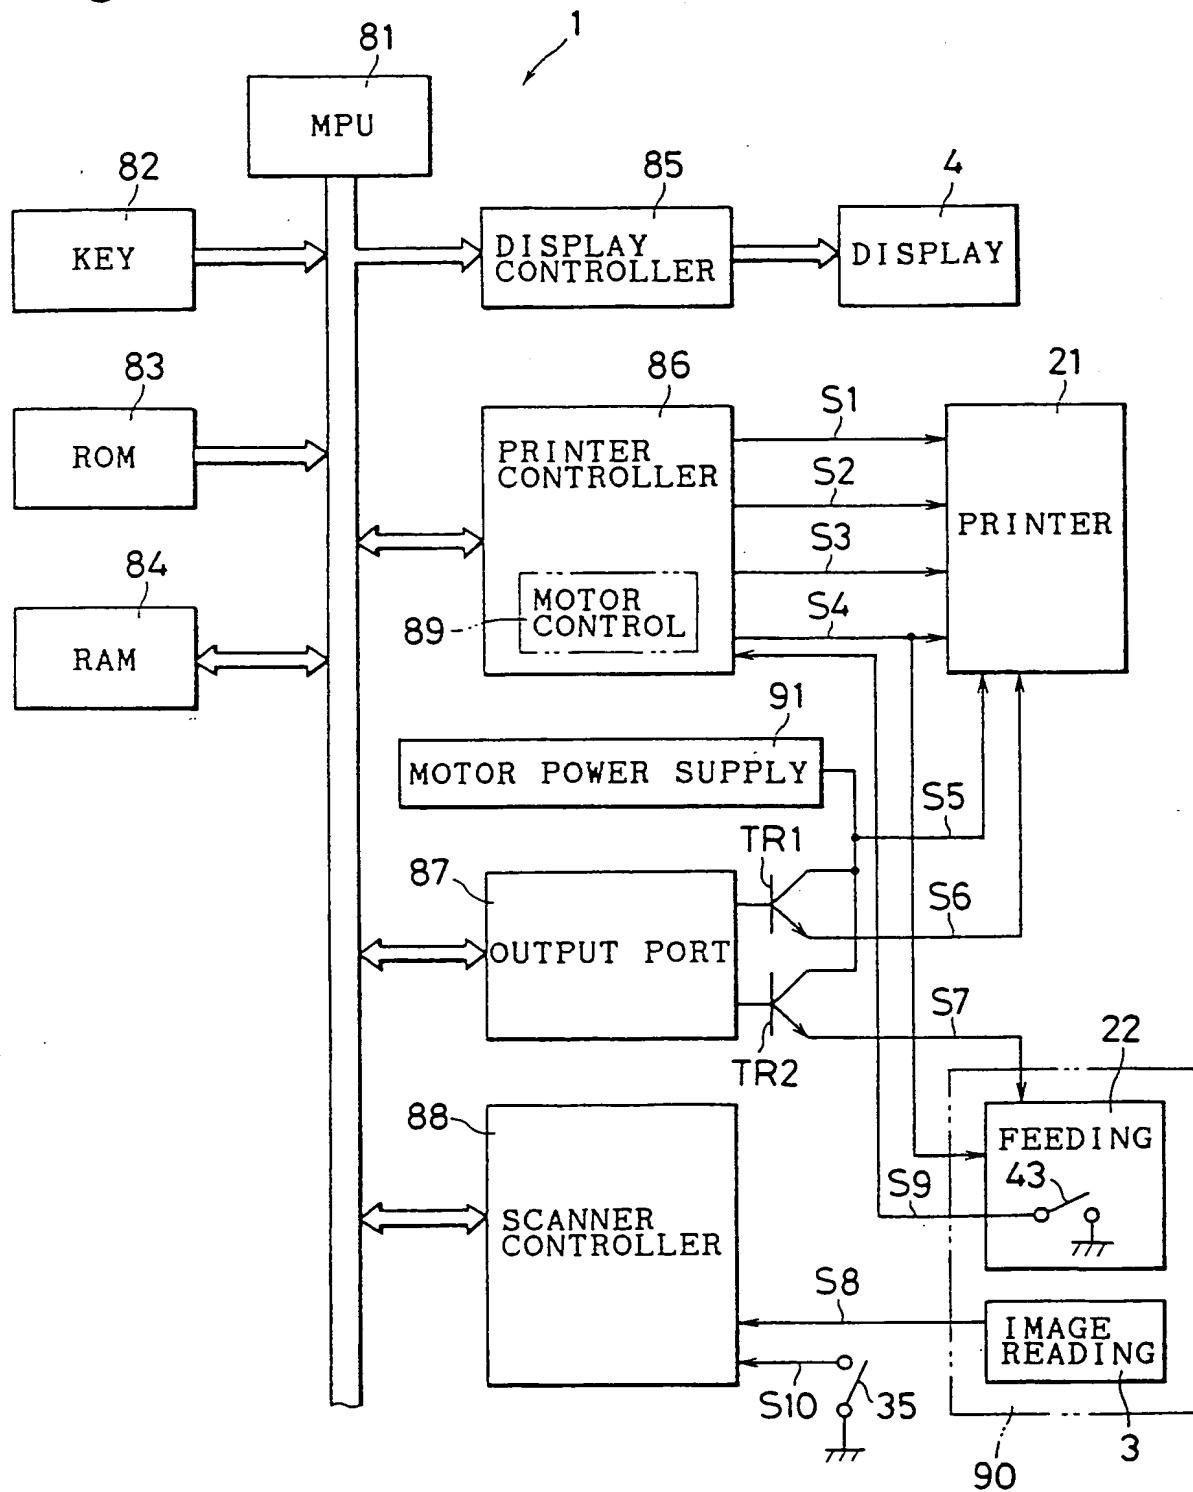 1
81
MPU
82
KEY
85
DISPLAY
CONTROLLER
4
DISPLAY
83
ROM
86
PRINTER
CONTROLLER
S1
S2
S3
S4
21
PRINTER
84
RAM
89
MOTOR
CONTROL
91
MOTOR POWER SUPPLY
S5
TR1
87
OUTPUT PORT
S6
S7
TR2
22
FEEDING
43
88
SCANNER
CONTROLLER
S9
S8
IMAGE
READING
S10
35
3
90